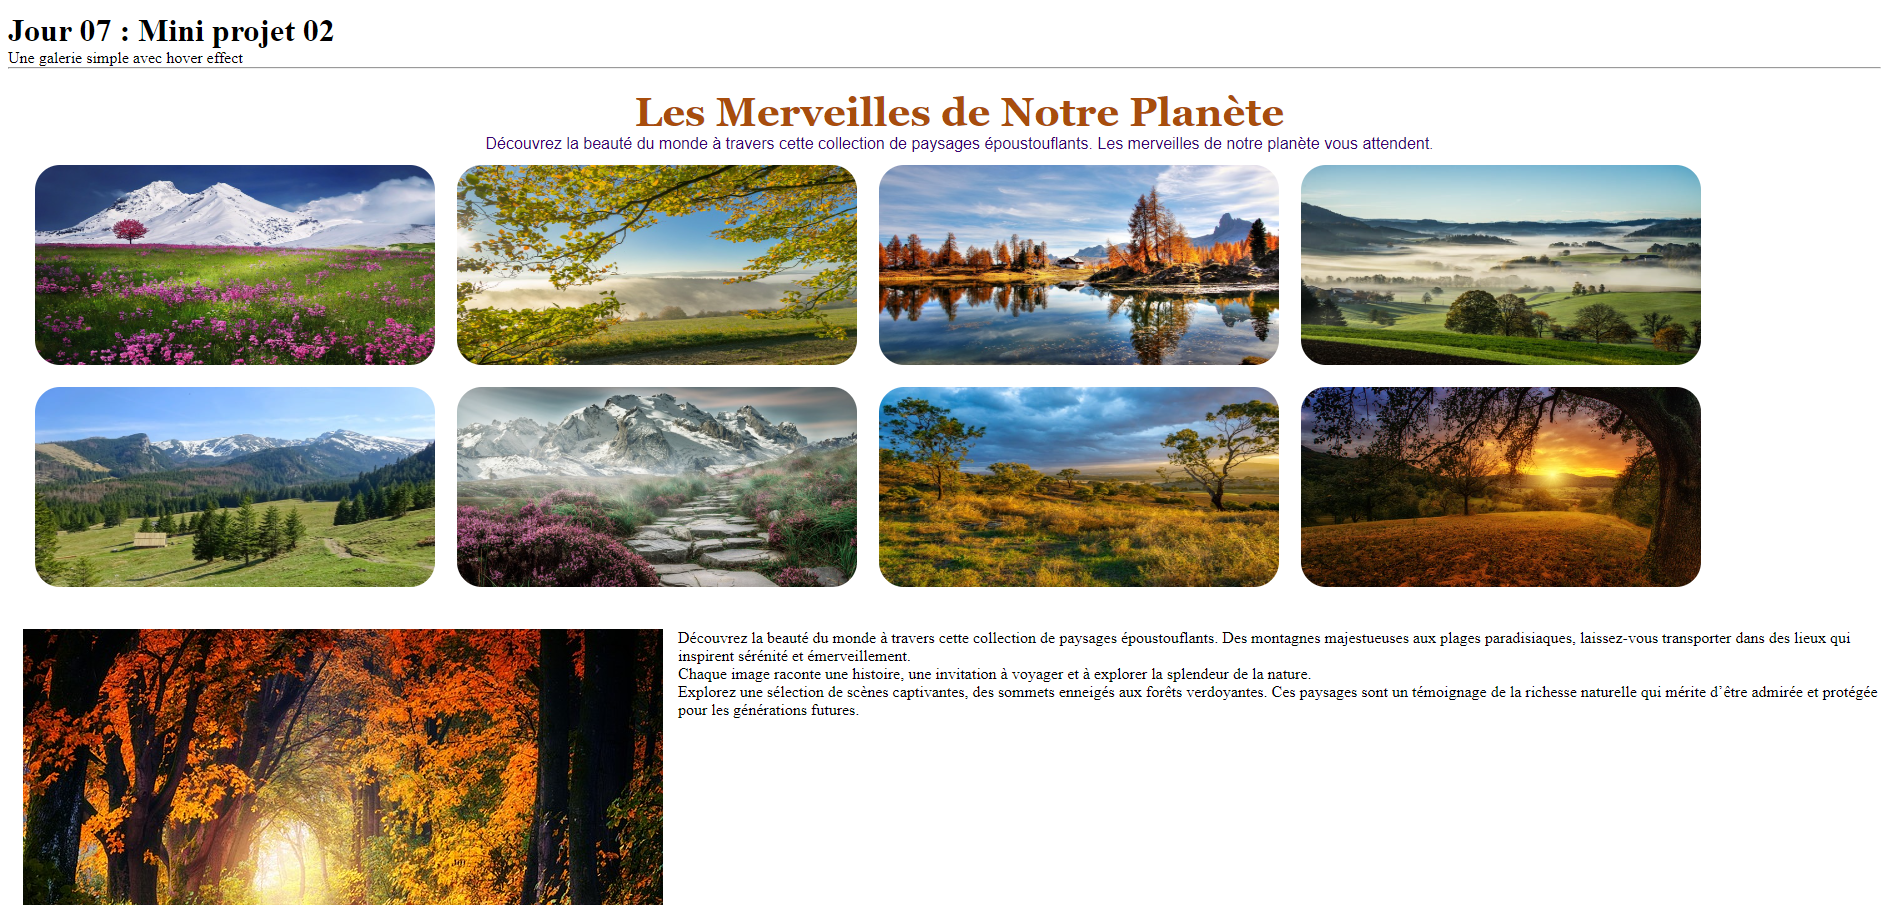 Jour 07 : Mini projet 02
Une galerie simple avec hover effect
Les Merveilles de Notre Planète
Découvrez la beauté du monde à travers cette collection de paysages époustouflants. Les merveilles de notre planète vous attendent.
Découvrez la beauté du monde à travers cette collection de paysages époustouflants. Des montagnes majestueuses aux plages paradisiaques, laissez-vous transporter dans des lieux qui
inspirent sérénité et émerveillement.
Chaque image raconte une histoire, une invitation à voyager et à explorer la splendeur de la nature.
Explorez une sélection de scènes captivantes, des sommets enneigés aux forêts verdoyantes. Ces paysages sont un témoignage de la richesse naturelle qui mérite d’être admirée et protégée
pour les générations futures.